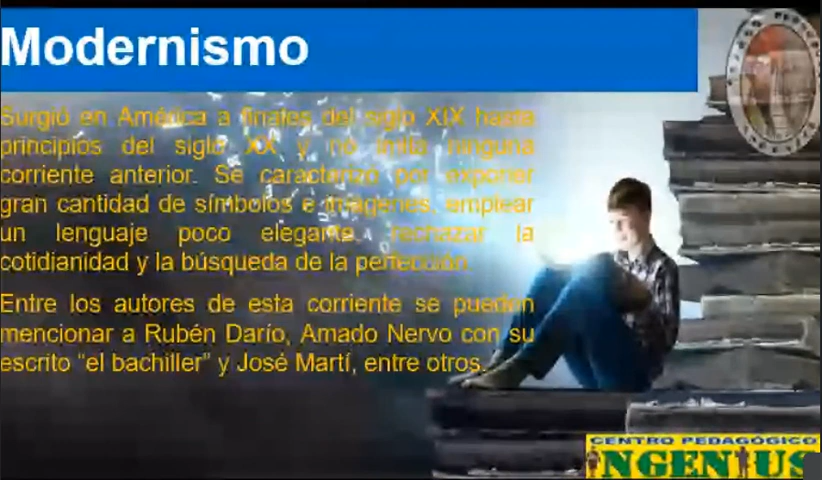 Modernismo
Surgió en América a finales del siglo XIX hasta
principios del siglo XX y no imita ninguna
corriente anterior. Se caracterizó por exponer
gran cantidad de símbolos e imágenes, emplear
un lenguaje poco elegante, rechazar la
cotidianidad y la búsqueda de la perfección.
Entre los autores de esta corriente se pueden
mencionar a Rubén Darío, Amado Nervo con su
escrito "el bachiller" y José Martí, entre otros.
CENTRO PEDAGÓGICO
INGENIUS